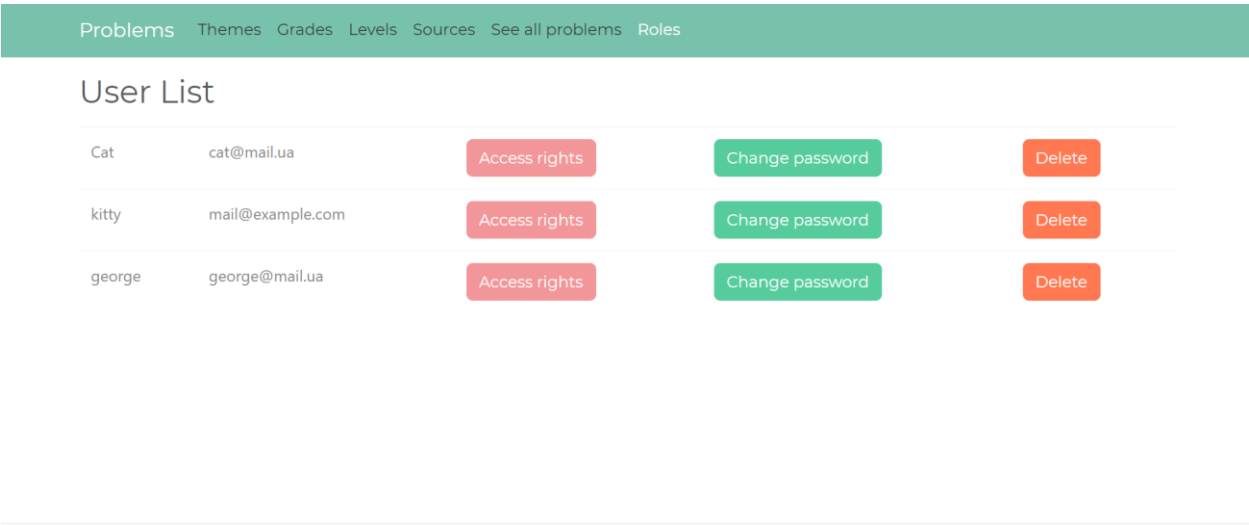 Problems Themes Grades Levels Sources See all problems Roles
User List
Cat cat@mail.ua Access rights Change password Delete
kitty mail@example.com Access rights Change password Delete
george george@mail.ua Access rights Change password Delete